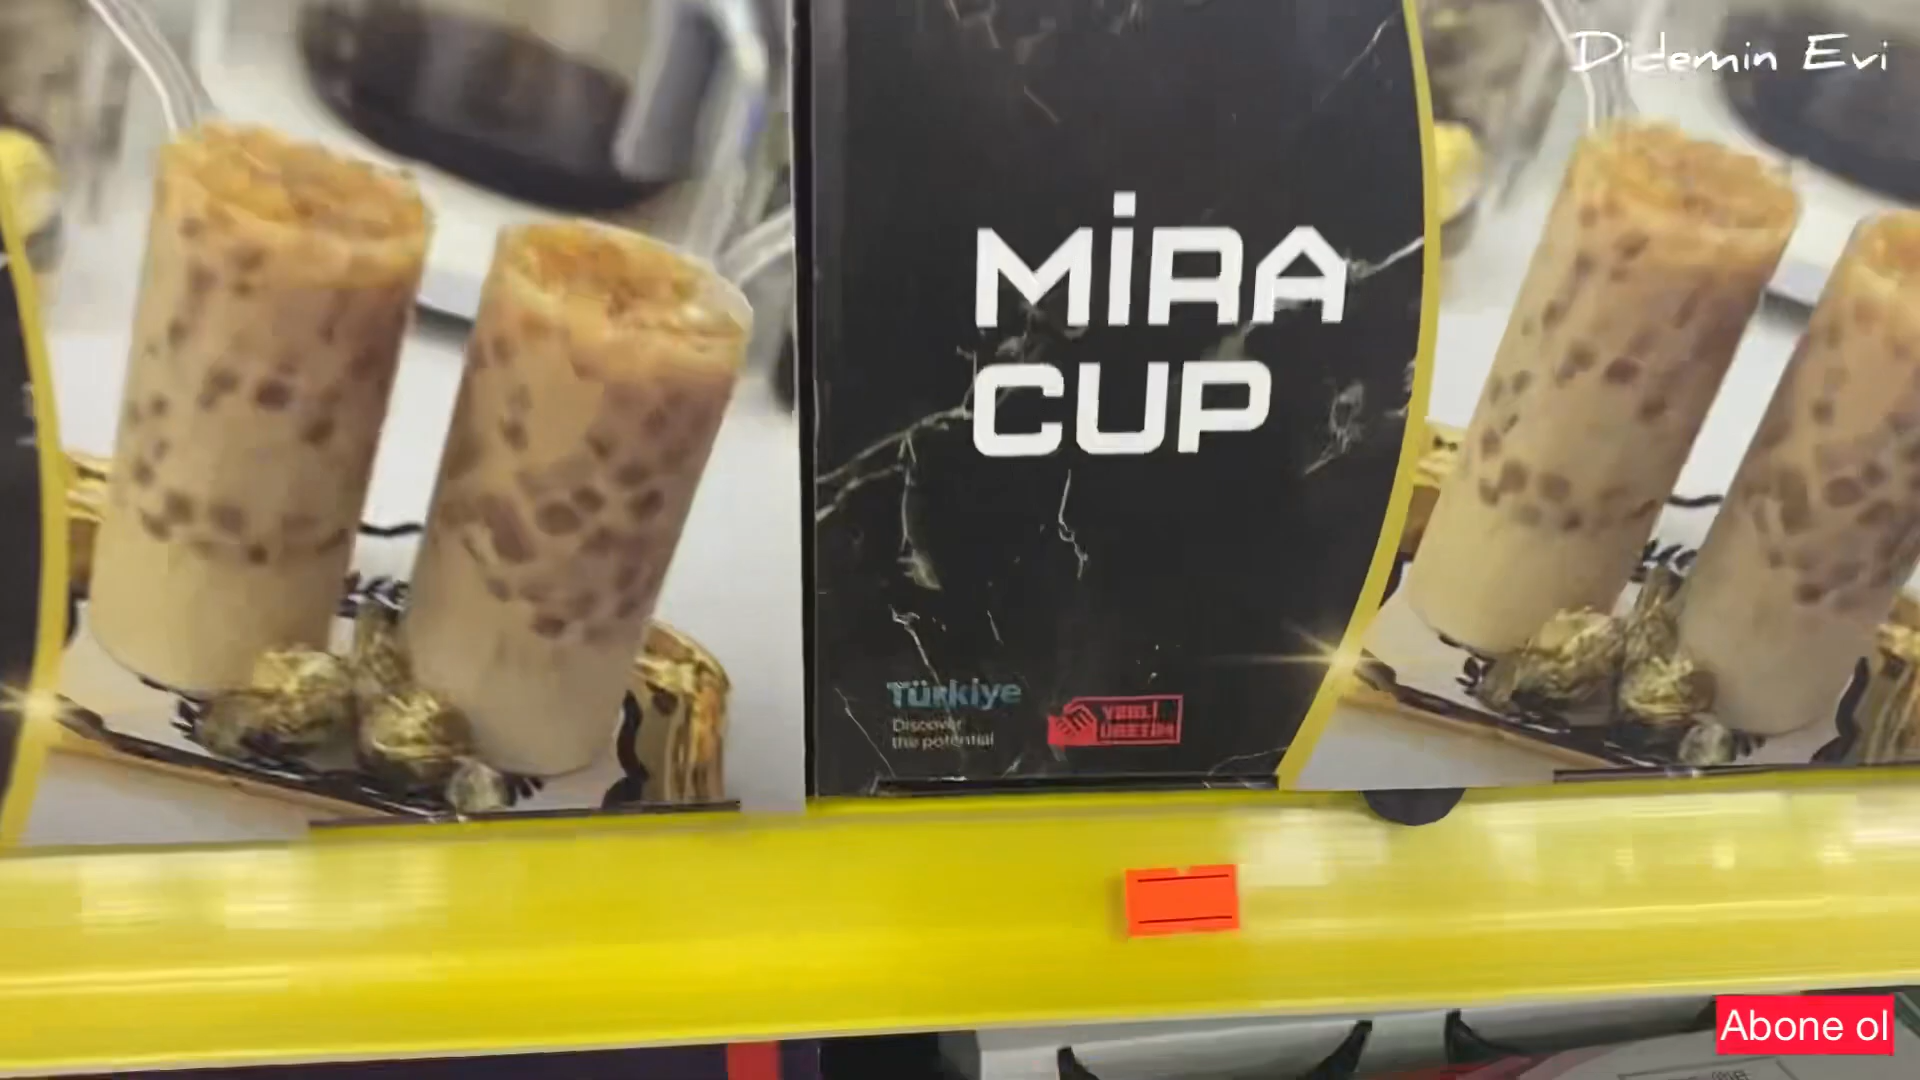 Didemin Evi
MİRA
CUP
Türkiye
Discover
the potential
YERLİ
ÜRETİM
Abone ol